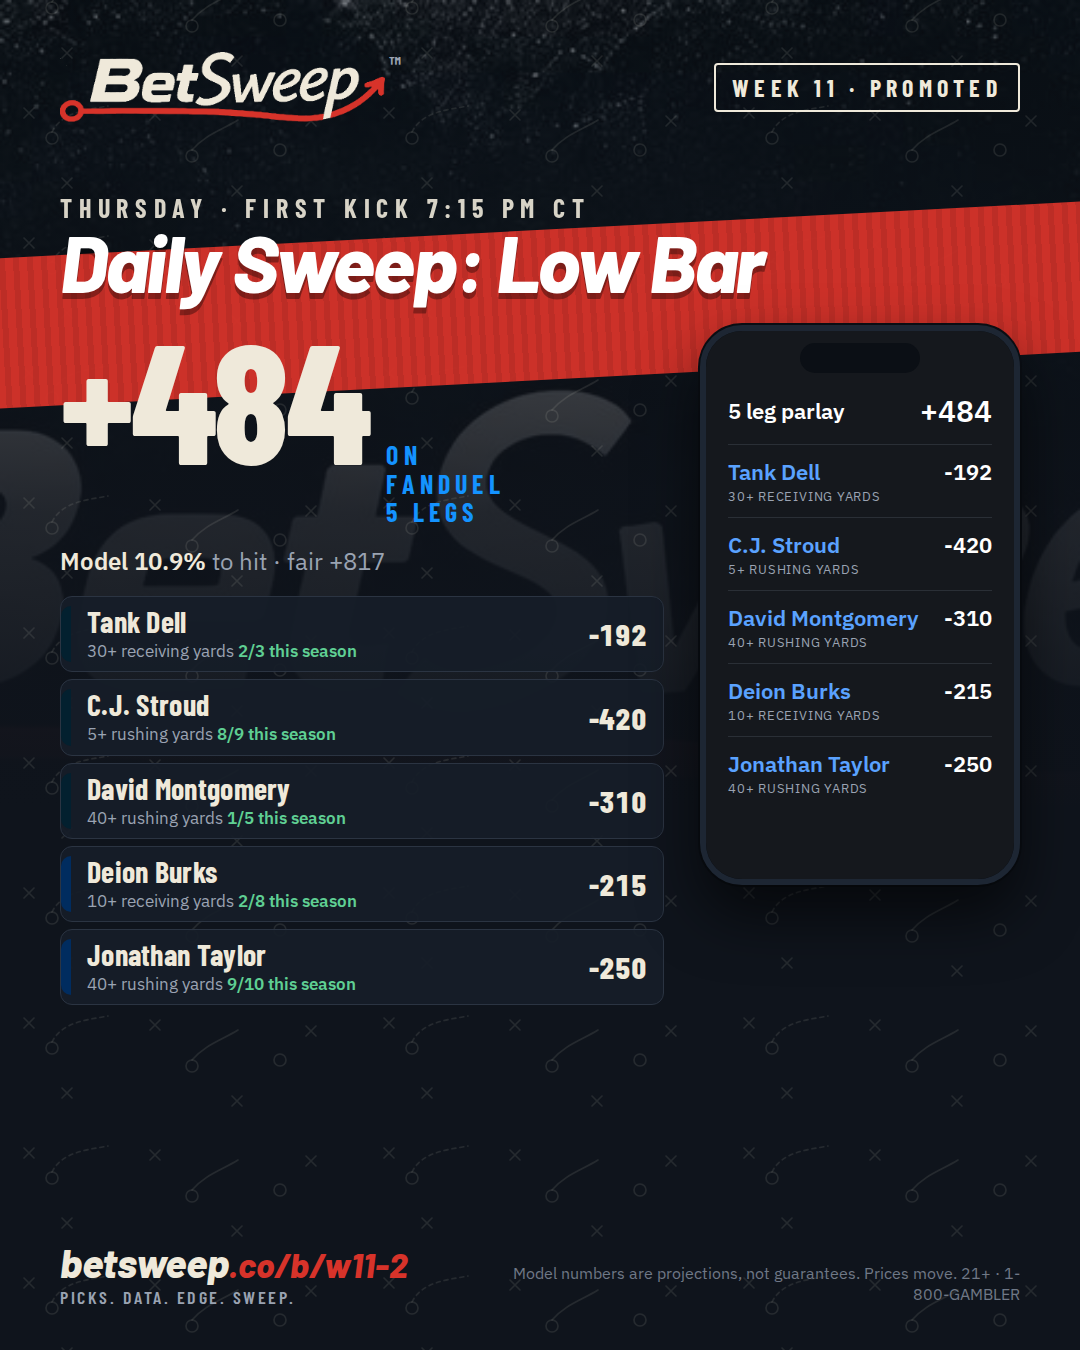 BetSweep™
WEEK 11 · PROMOTED
THURSDAY · FIRST KICK 7:15 PM CT
Daily Sweep: Low Bar
+484
ON
FANDUEL
5 LEGS
Model 10.9% to hit · fair +817
Tank Dell
30+ receiving yards 2/3 this season
-192
C.J. Stroud
5+ rushing yards 8/9 this season
-420
David Montgomery
40+ rushing yards 1/5 this season
-310
Deion Burks
10+ receiving yards 2/8 this season
-215
Jonathan Taylor
40+ rushing yards 9/10 this season
-250
5 leg parlay +484
Tank Dell -192
30+ RECEIVING YARDS
C.J. Stroud -420
5+ RUSHING YARDS
David Montgomery -310
40+ RUSHING YARDS
Deion Burks -215
10+ RECEIVING YARDS
Jonathan Taylor -250
40+ RUSHING YARDS
betsweep.co/b/w11-2
PICKS. DATA. EDGE. SWEEP.
Model numbers are projections, not guarantees. Prices move. 21+ · 1-
800-GAMBLER